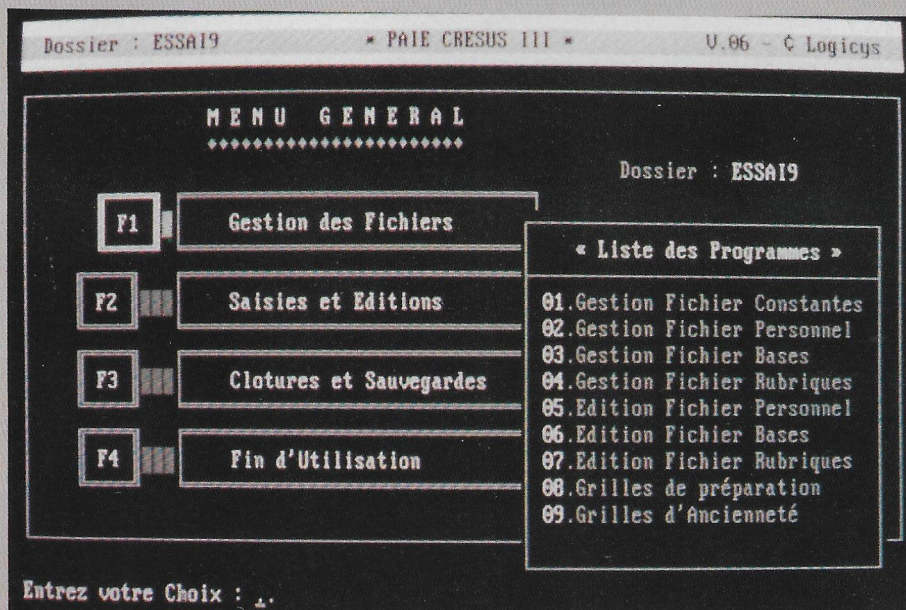 Dossier : ESSAI9 * PAIE CRESUS III * V.06 - ¢ Logicys
MENU GENERAL
Dossier : ESSAI9
F1 Gestion des Fichiers
F2 Saisies et Editions
F3 Clotures et Sauvegardes
F4 Fin d'Utilisation
« Liste des Programmes »
01.Gestion Fichier Constantes
02.Gestion Fichier Personnel
03.Gestion Fichier Bases
04.Gestion Fichier Rubriques
05.Edition Fichier Personnel
06.Edition Fichier Bases
07.Edition Fichier Rubriques
08.Grilles de préparation
09.Grilles d'Ancienneté
Entrez votre Choix : ..